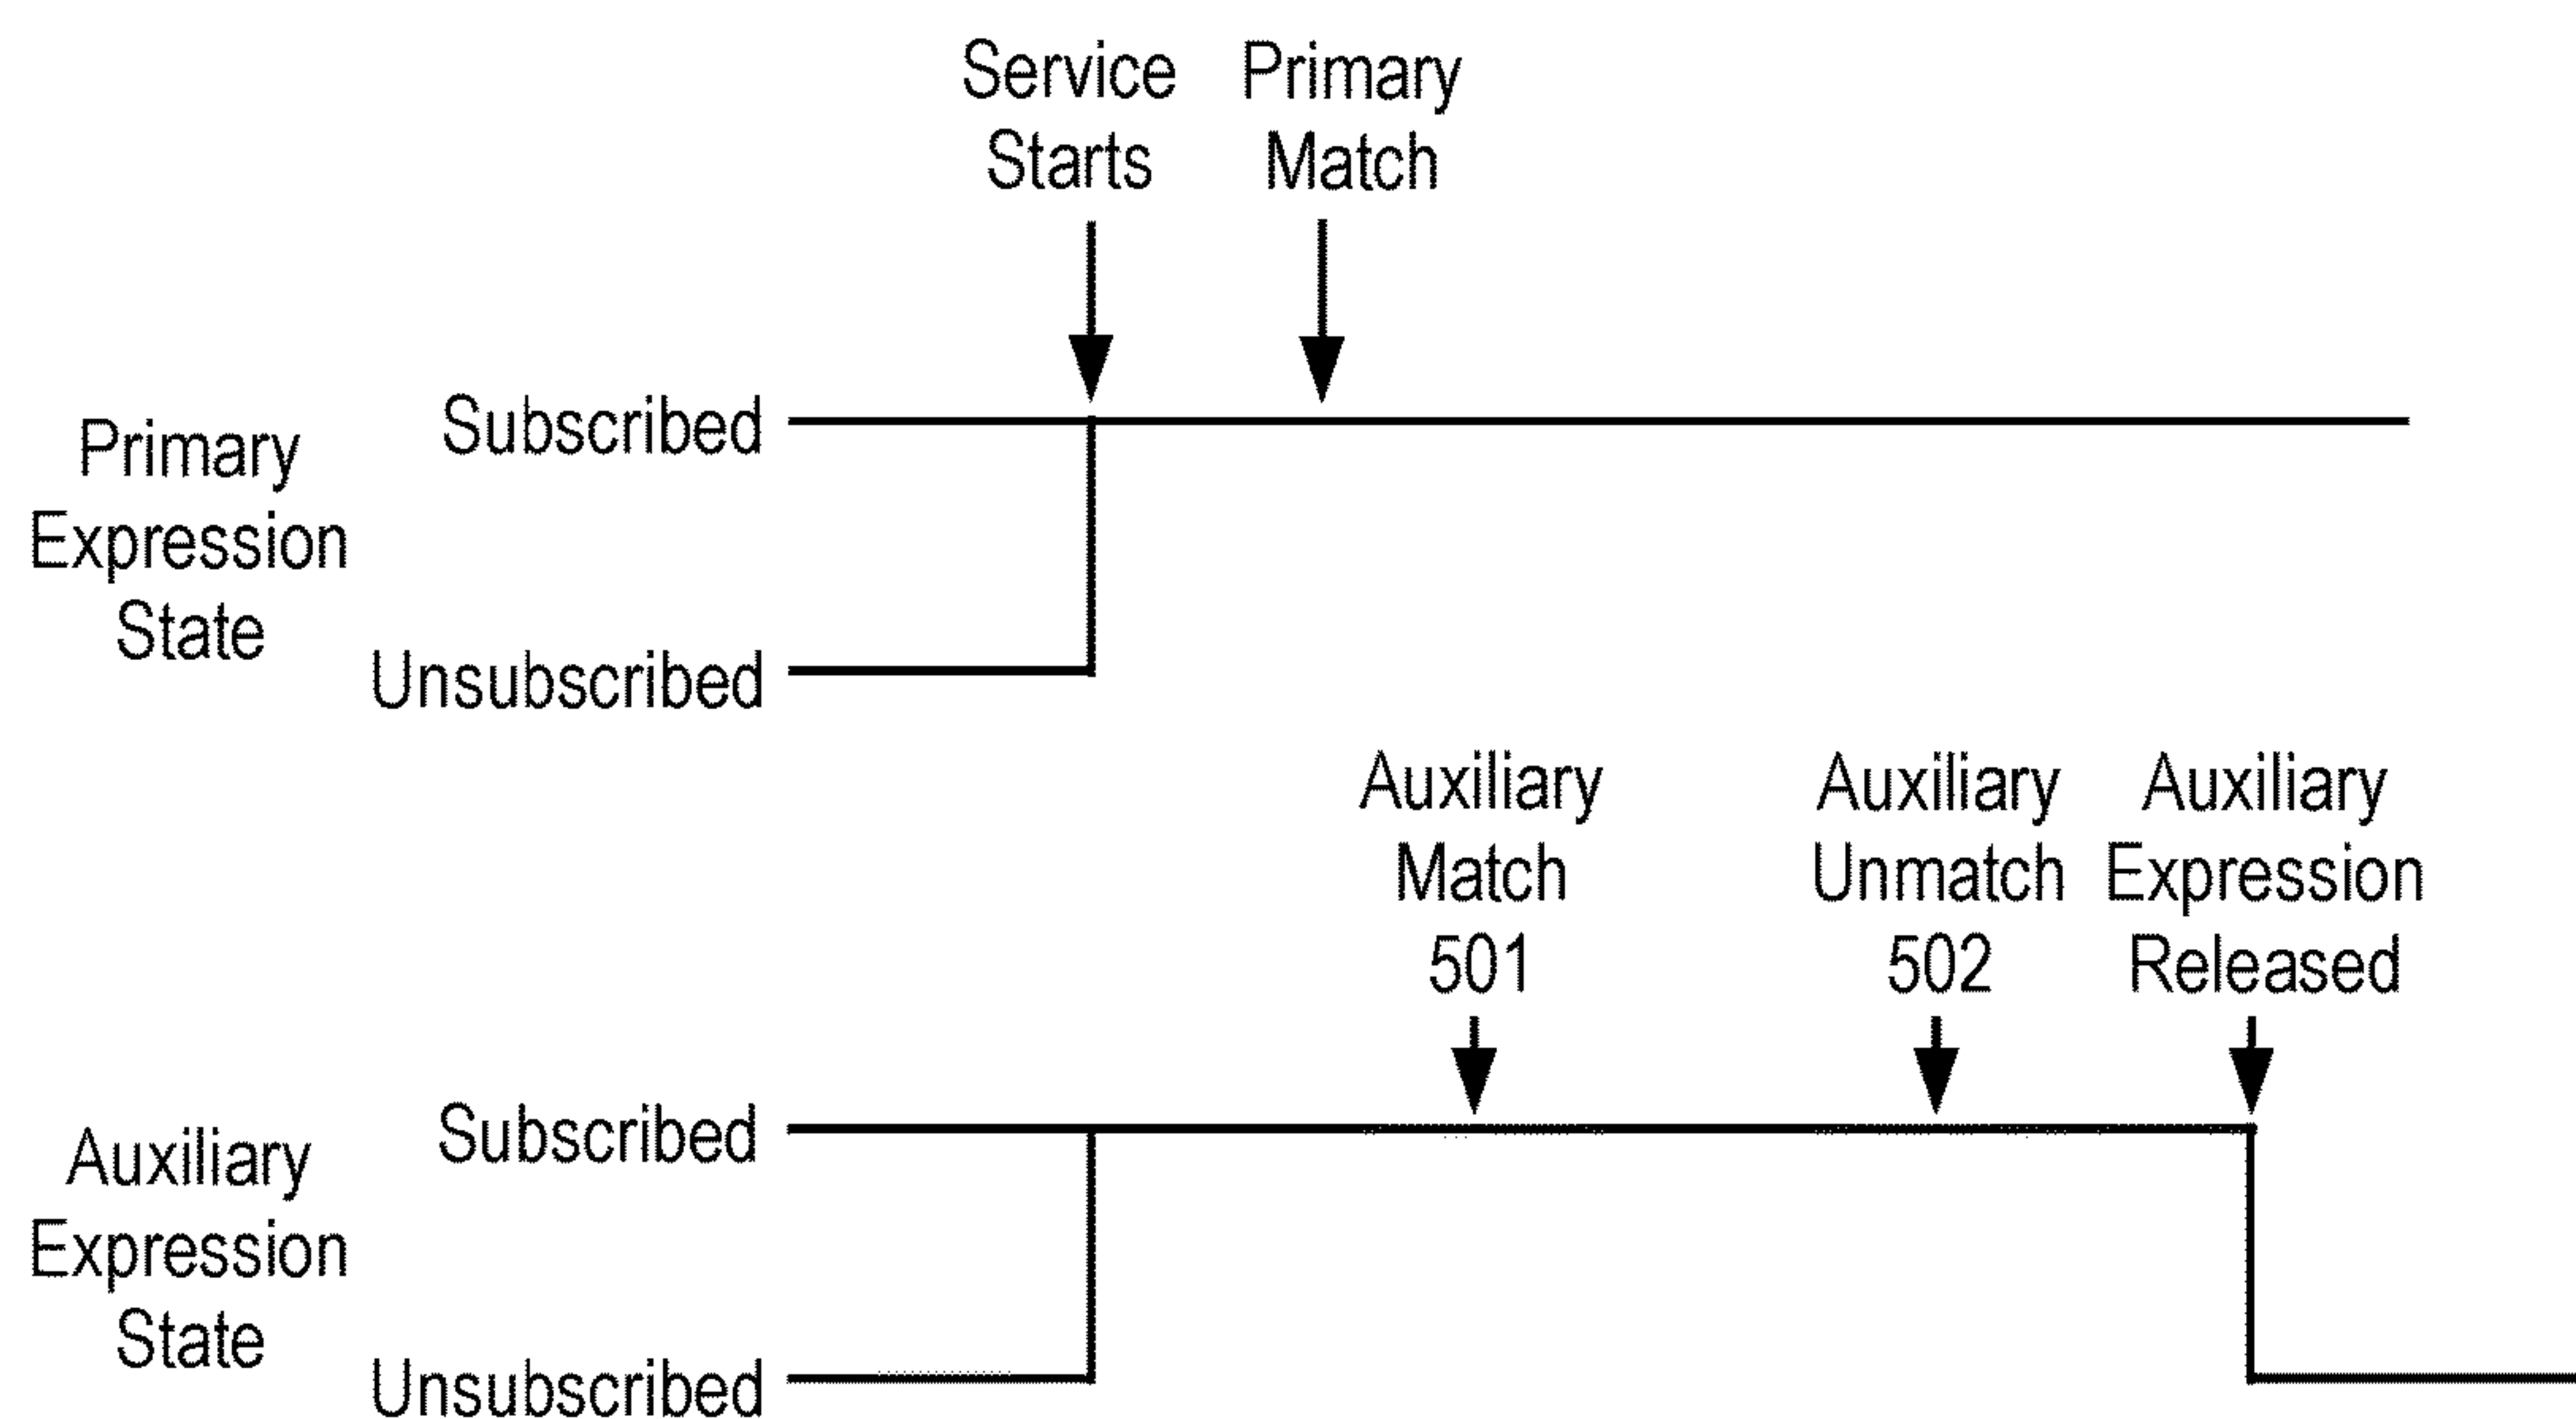 Service
Starts
Primary
Match
Primary
Expression
State
Subscribed
Unsubscribed
Auxiliary
Match
501
Auxiliary
Unmatch
502
Auxiliary
Expression
Released
Auxiliary
Expression
State
Subscribed
Unsubscribed